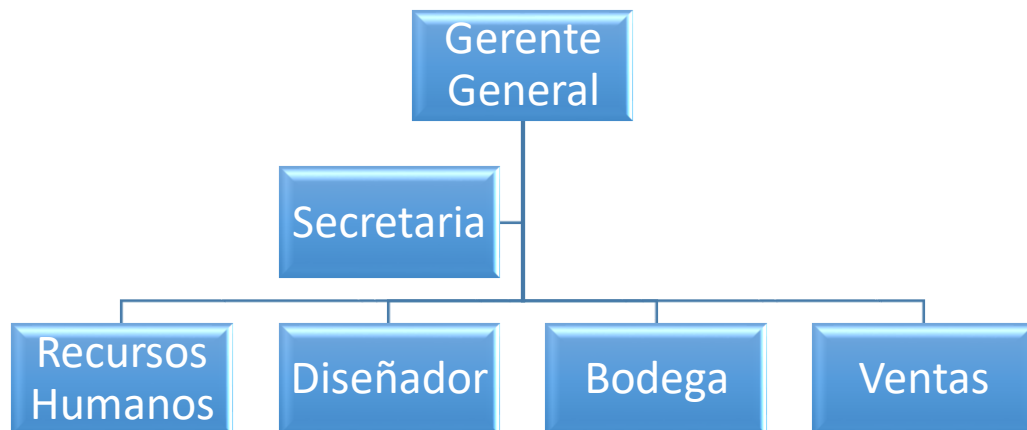 Gerente
General
Secretaria
Recursos
Humanos
Diseñador
Bodega
Ventas